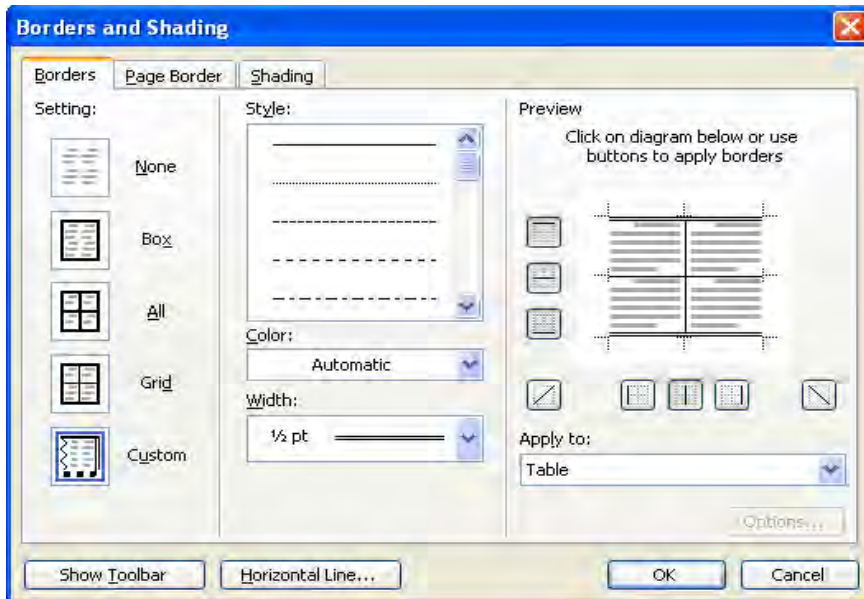 Borders and Shading
Borders
Page Border
Shading
Setting:
None
Box
All
Grid
Custom
Style:
Color:
Automatic
Width:
½ pt
Preview
Click on diagram below or use
buttons to apply borders
Apply to:
Table
Options...
Show Toolbar
Horizontal Line...
OK
Cancel